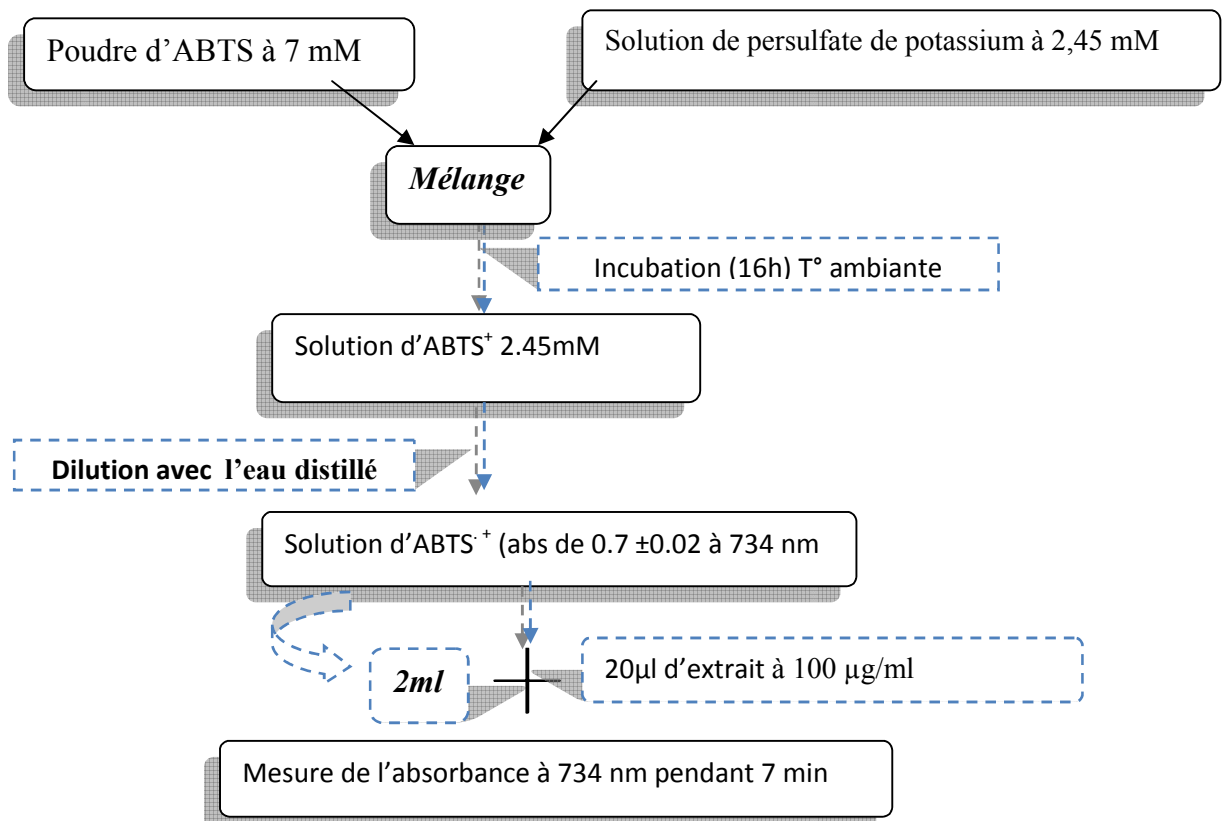 Poudre d’ABTS à 7 mM
Solution de persulfate de potassium à 2,45 mM
Mélange
Incubation (16h) T° ambiante
Solution d’ABTS⁺ 2.45mM
Dilution avec l’eau distillé
Solution d’ABTS˙⁺ (abs de 0.7 ±0.02 à 734 nm
2ml
20µl d’extrait à 100 µg/ml
Mesure de l’absorbance à 734 nm pendant 7 min